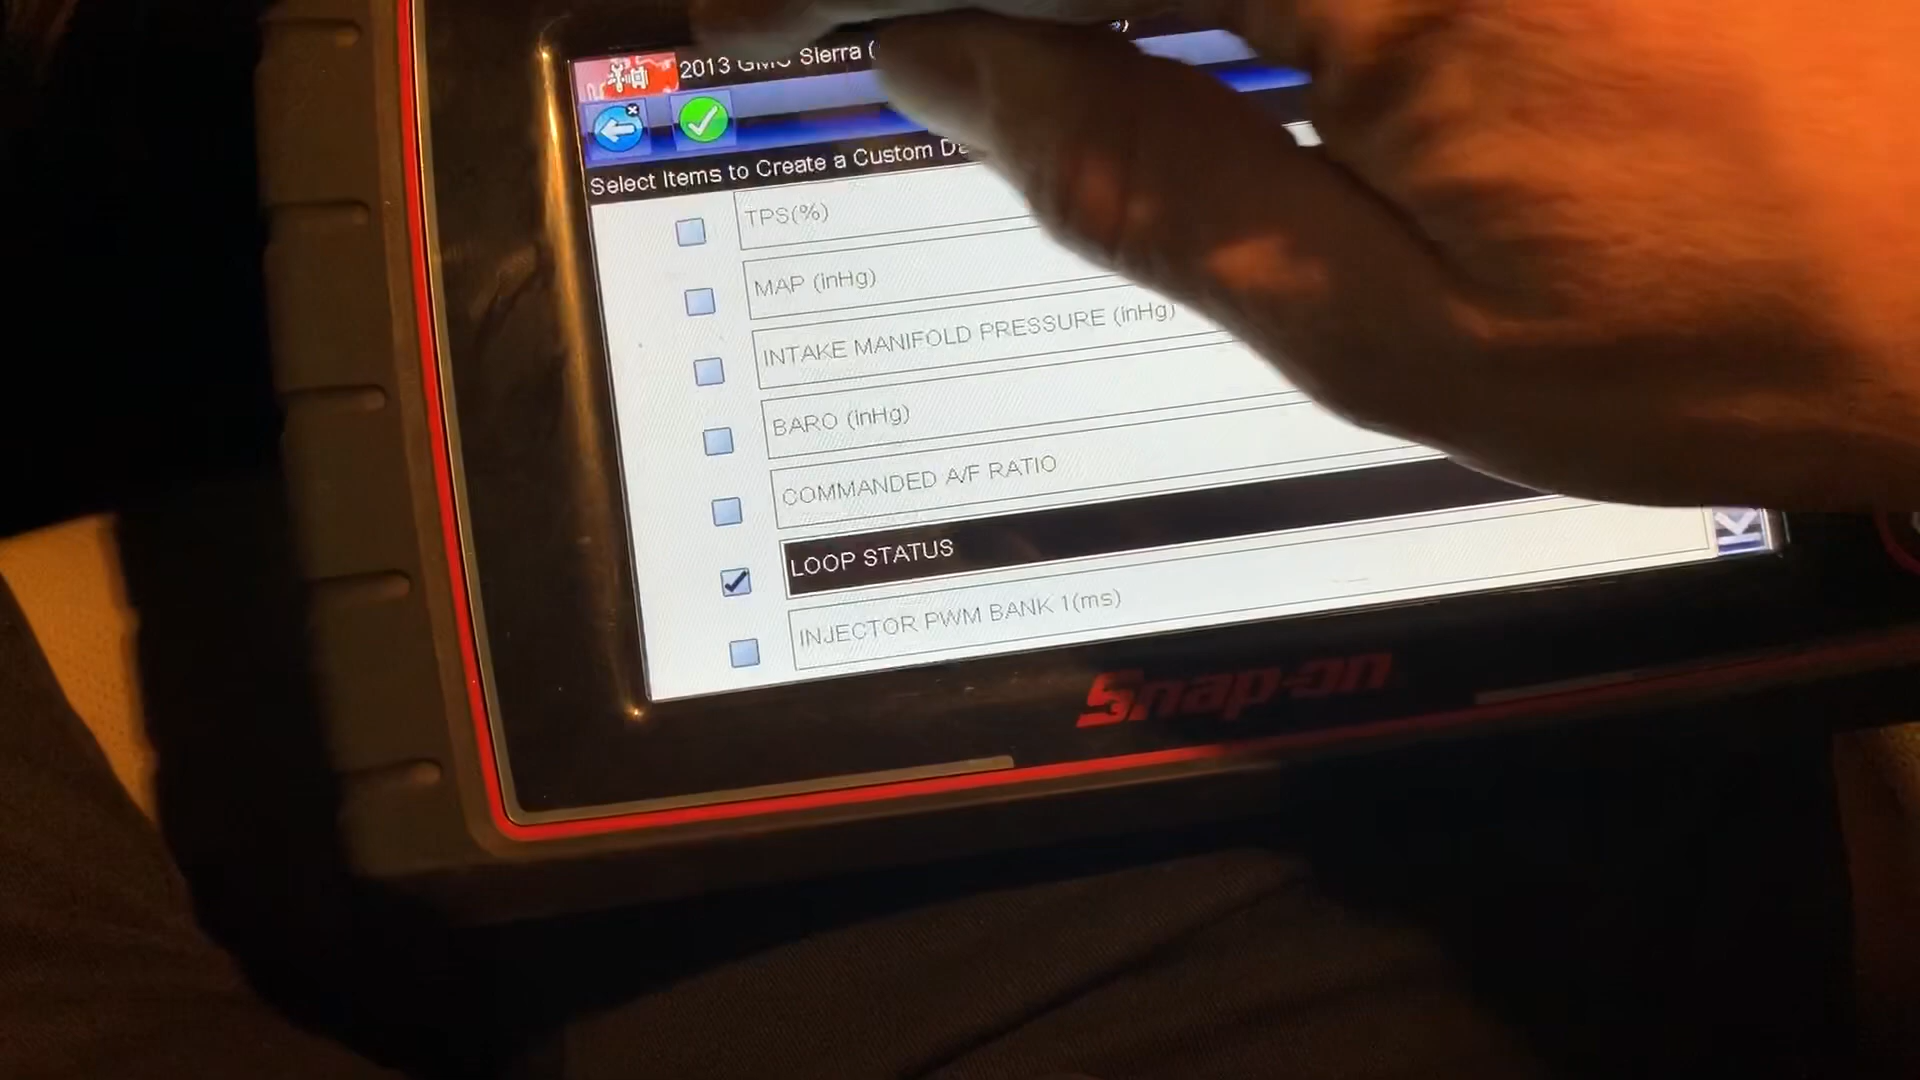 2013 GMC Sierra (
Select Items to Create a Custom
TPS(%)
MAP (inHg)
INTAKE MANIFOLD PRESSURE (inHg)
BARO (inHg)
COMMANDED A/F RATIO
LOOP STATUS
INJECTOR PWM BANK 1(ms)
Snap-on